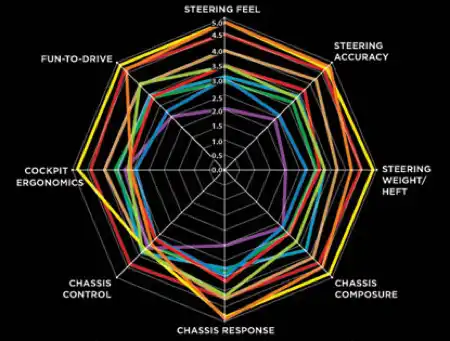 STEERING FEEL
5.0
4.5
4.0
3.5
3.0
2.5
2.0
1.5
1.0
0.5
0.0
STEERING
ACCURACY
FUN-TO-DRIVE
COCKPIT
ERGONOMICS
STEERING
WEIGHT/
HEFT
CHASSIS
CONTROL
CHASSIS
COMPOSURE
CHASSIS RESPONSE